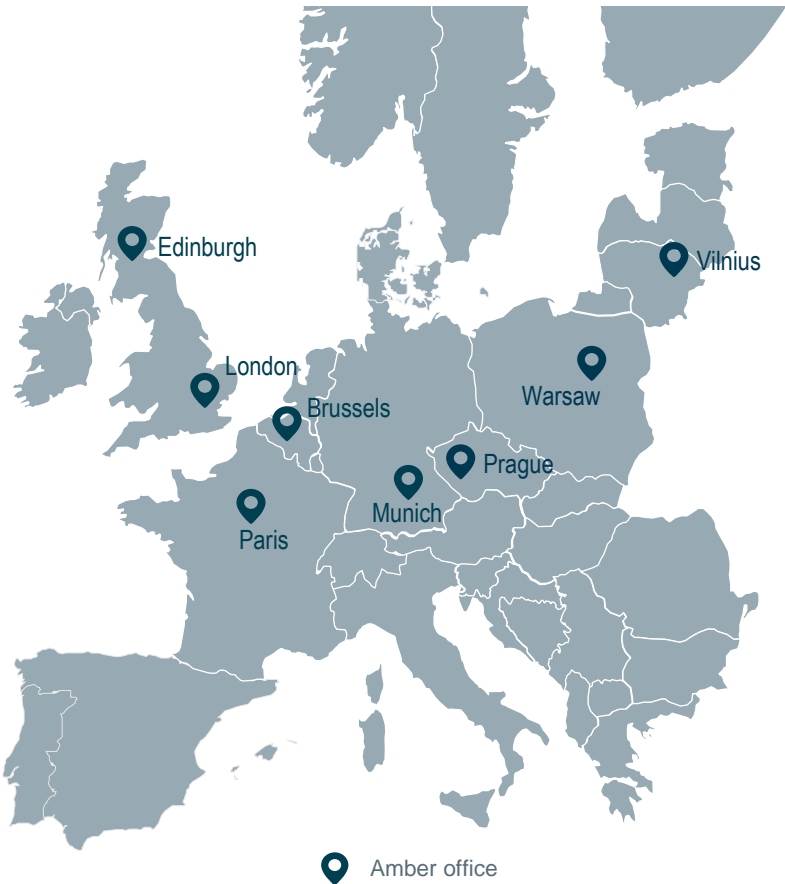 Edinburgh
Vilnius
London
Warsaw
Brussels
Prague
Munich
Paris
Amber office